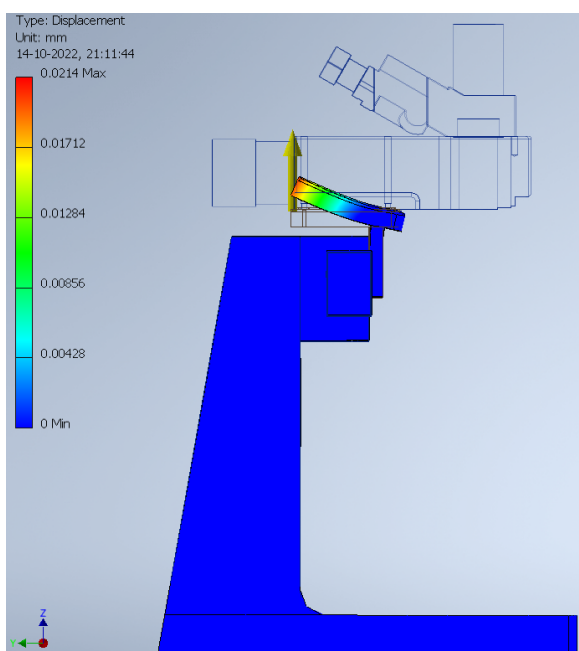 Type: Displacement
Unit: mm
14-10-2022, 21:11:44
0.0214 Max
0.01712
0.01284
0.00856
0.00428
0 Min
Z
Y